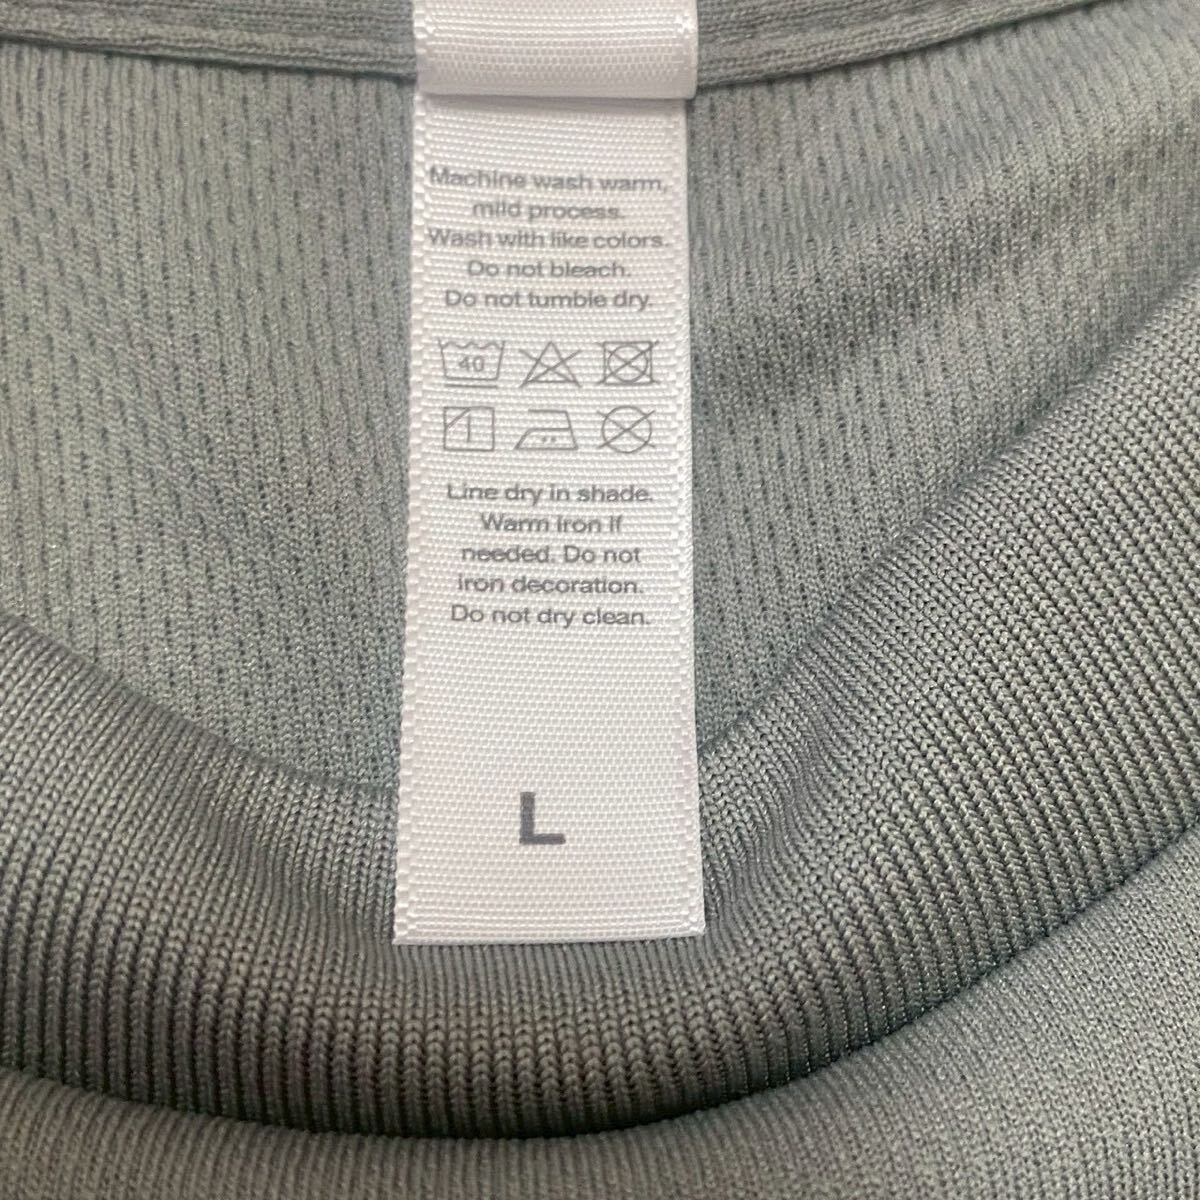 Machine wash warm,
mild process.
Wash with like colors.
Do not bleach.
Do not tumble dry.
40
Line dry in shade.
Warm iron if
needed. Do not
iron decoration.
Do not dry clean.
L